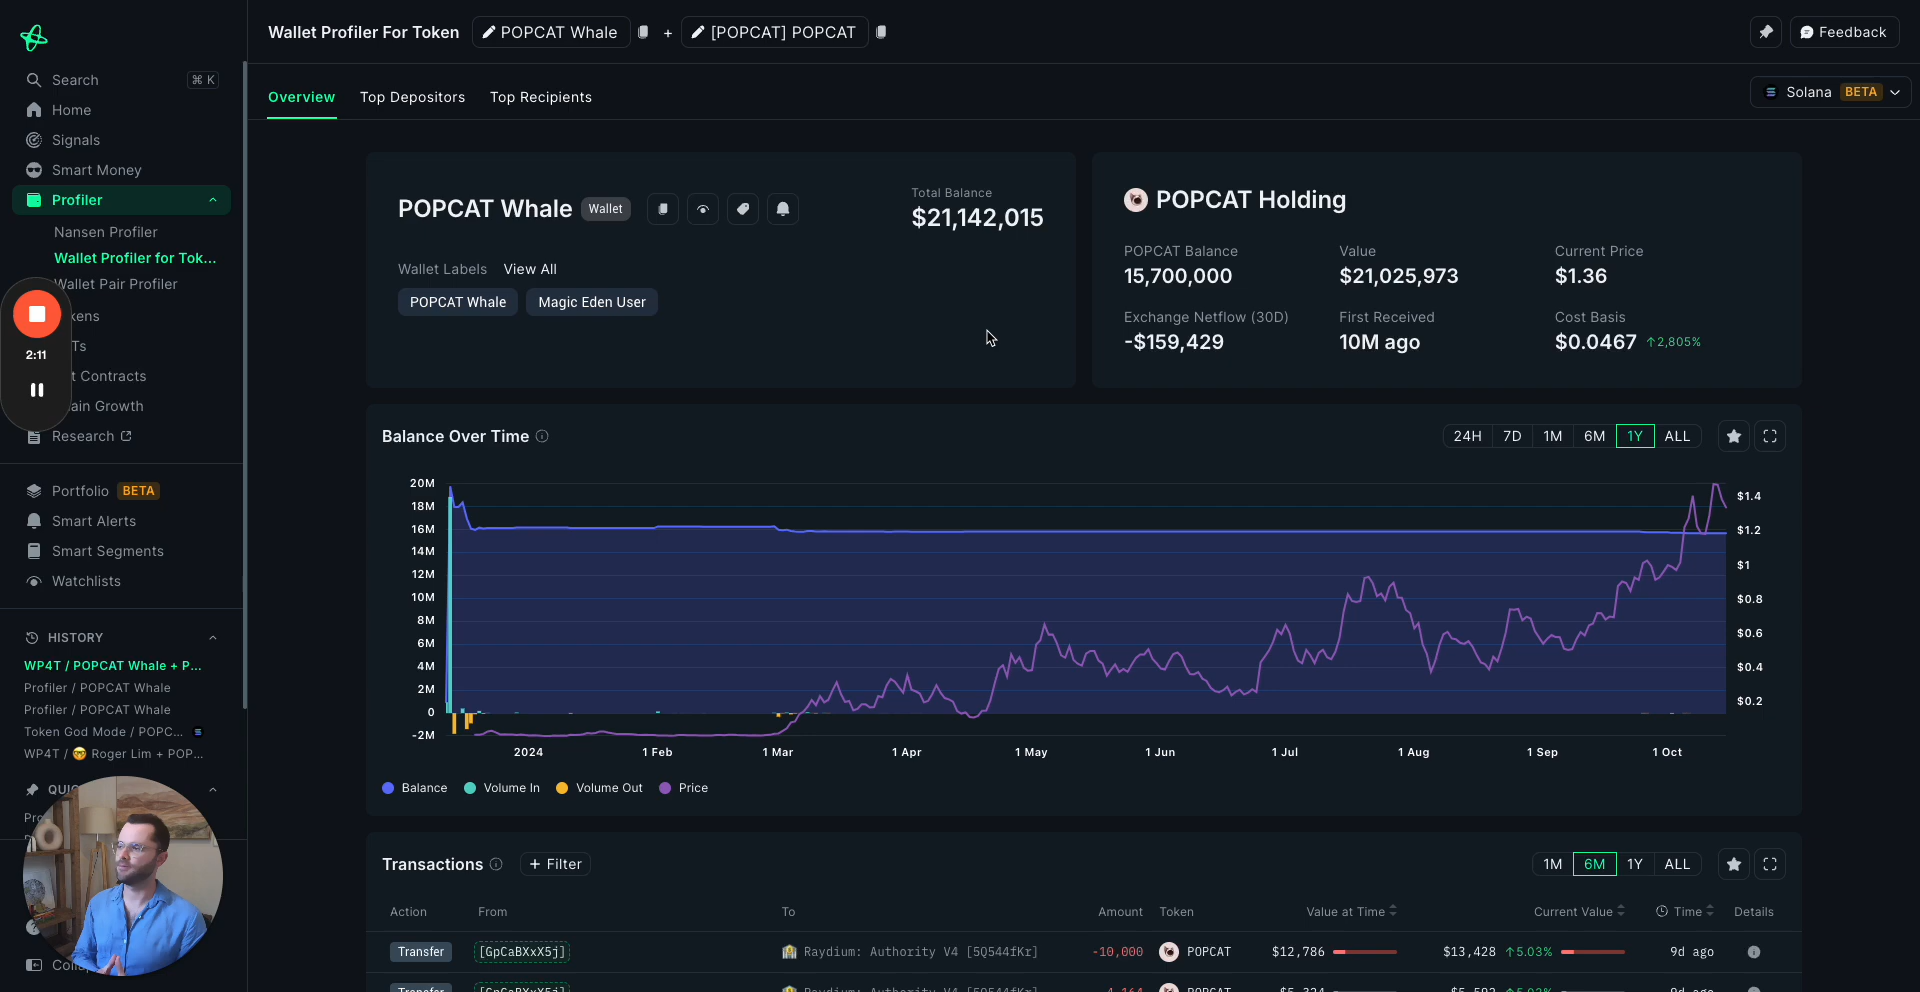 Wallet Profiler For Token
POPCAT Whale
+
[POPCAT] POPCAT
Feedback
Search
⌘ K
Home
Signals
Smart Money
Profiler
Nansen Profiler
Wallet Profiler for Tok...
Wallet Pair Profiler
kens
Ts
t Contracts
ain Growth
Research
2:11
Portfolio BETA
Smart Alerts
Smart Segments
Watchlists
HISTORY
WP4T / POPCAT Whale + P...
Profiler / POPCAT Whale
Profiler / POPCAT Whale
Token God Mode / POPC...
WP4T / 🤓 Roger Lim + POP...
Overview
Top Depositors
Top Recipients
Solana BETA
POPCAT Whale
Wallet
Total Balance
$21,142,015
Wallet Labels
View All
POPCAT Whale
Magic Eden User
POPCAT Holding
POPCAT Balance
Value
Current Price
15,700,000
$21,025,973
$1.36
Exchange Netflow (30D)
First Received
Cost Basis
-$159,429
10M ago
$0.0467 ↑2,805%
Balance Over Time
24H
7D
1M
6M
1Y
ALL
20M
18M
16M
14M
12M
10M
8M
6M
4M
2M
0
-2M
$1.4
$1.2
$1
$0.8
$0.6
$0.4
$0.2
2024
1 Feb
1 Mar
1 Apr
1 May
1 Jun
1 Jul
1 Aug
1 Sep
1 Oct
Balance
Volume In
Volume Out
Price
Transactions
+ Filter
1M
6M
1Y
ALL
Action
From
To
Amount
Token
Value at Time
Current Value
Time
Details
Transfer
[GpCaBXxX5j]
Raydium: Authority V4 [5Q544fKr]
-10,000
POPCAT
$12,786
$13,428 ↑5.03%
9d ago